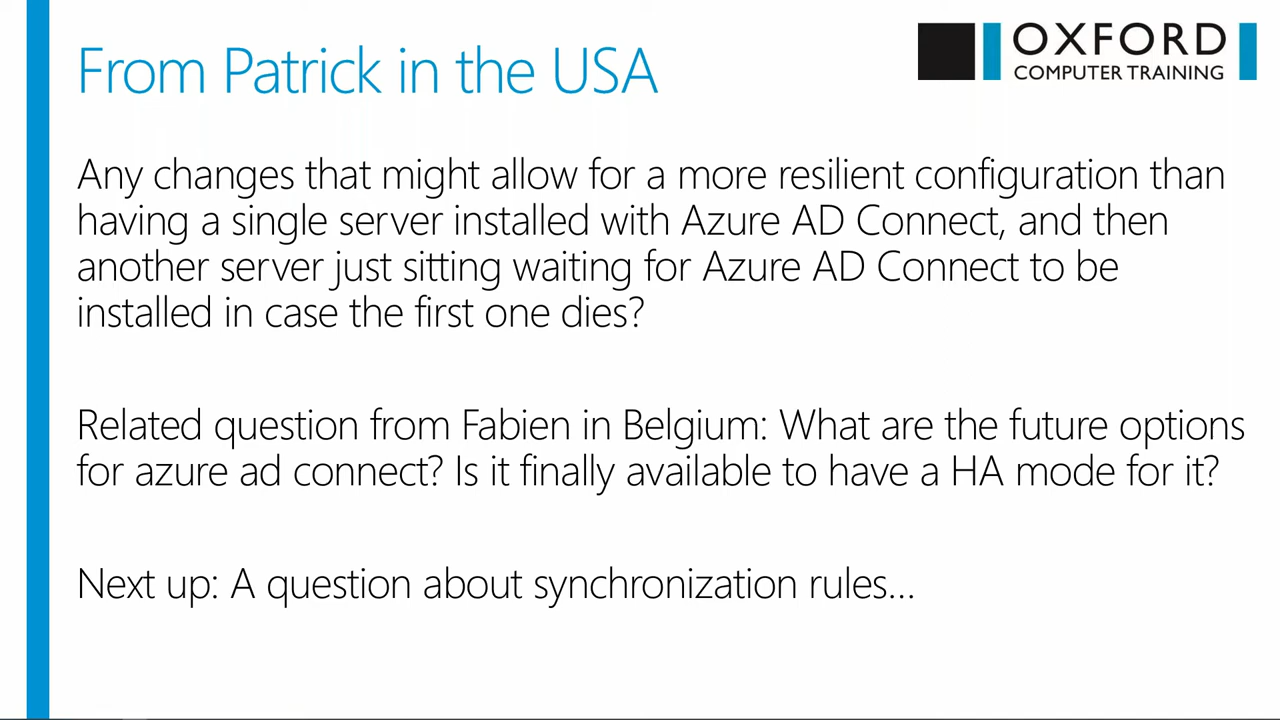 From Patrick in the USA
OXFORD
COMPUTER TRAINING
Any changes that might allow for a more resilient configuration than
having a single server installed with Azure AD Connect, and then
another server just sitting waiting for Azure AD Connect to be
installed in case the first one dies?
Related question from Fabien in Belgium: What are the future options
for azure ad connect? Is it finally available to have a HA mode for it?
Next up: A question about synchronization rules...